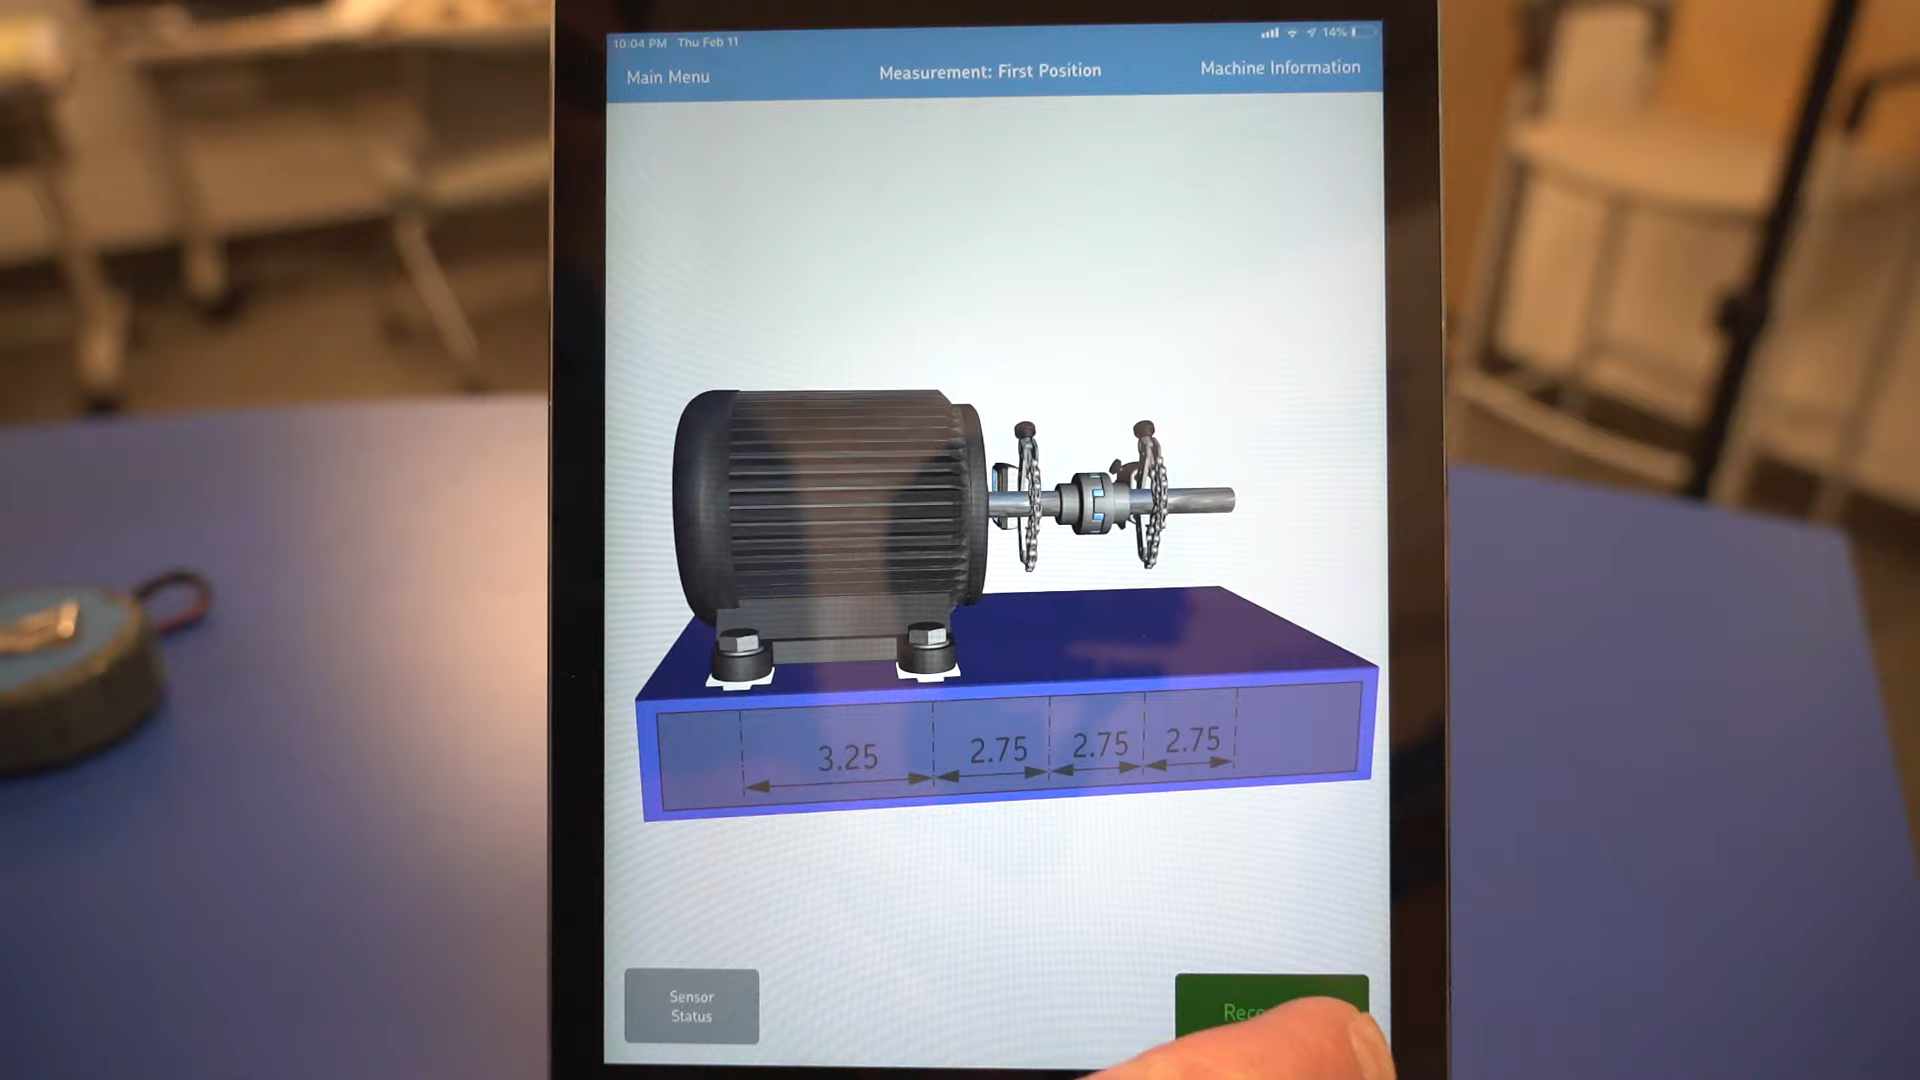 10:04 PM Thu Feb 11
14%
Main Menu
Measurement: First Position
Machine Information
3.25
2.75
2.75
2.75
Sensor
Status